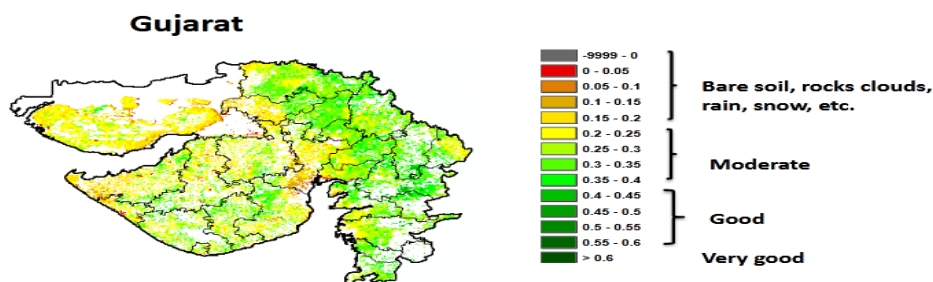 Gujarat
-9999 - 0
0 - 0.05
0.05 - 0.1
0.1 - 0.15
0.15 - 0.2
0.2 - 0.25
0.25 - 0.3
0.3 - 0.35
0.35 - 0.4
0.4 - 0.45
0.45 - 0.5
0.5 - 0.55
0.55 - 0.6
> 0.6
Bare soil, rocks clouds,
rain, snow, etc.
Moderate
Good
Very good